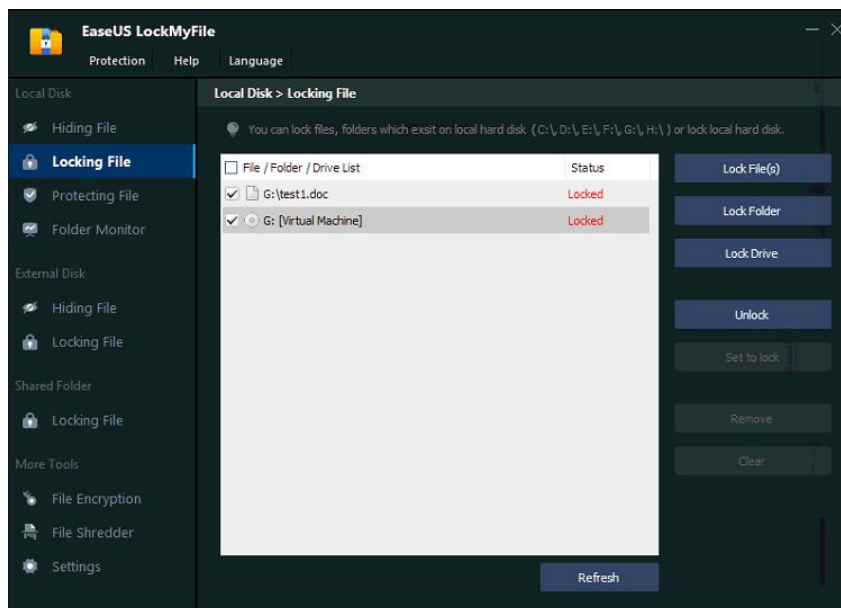 EaseUS LockMyFile
Protection Help Language
Local Disk
Hiding File
Locking File
Protecting File
Folder Monitor
External Disk
Hiding File
Locking File
Shared Folder
Locking File
More Tools
File Encryption
File Shredder
Settings
Local Disk > Locking File
You can lock files, folders which exsit on local hard disk (C:\, D:\, E:\, F:\, G:\, H:\ ) or lock local hard disk.
File / Folder / Drive List Status
G:\test1.doc Locked
G: [Virtual Machine] Locked
Lock File(s)
Lock Folder
Lock Drive
Unlock
Set to lock
Remove
Clear
Refresh